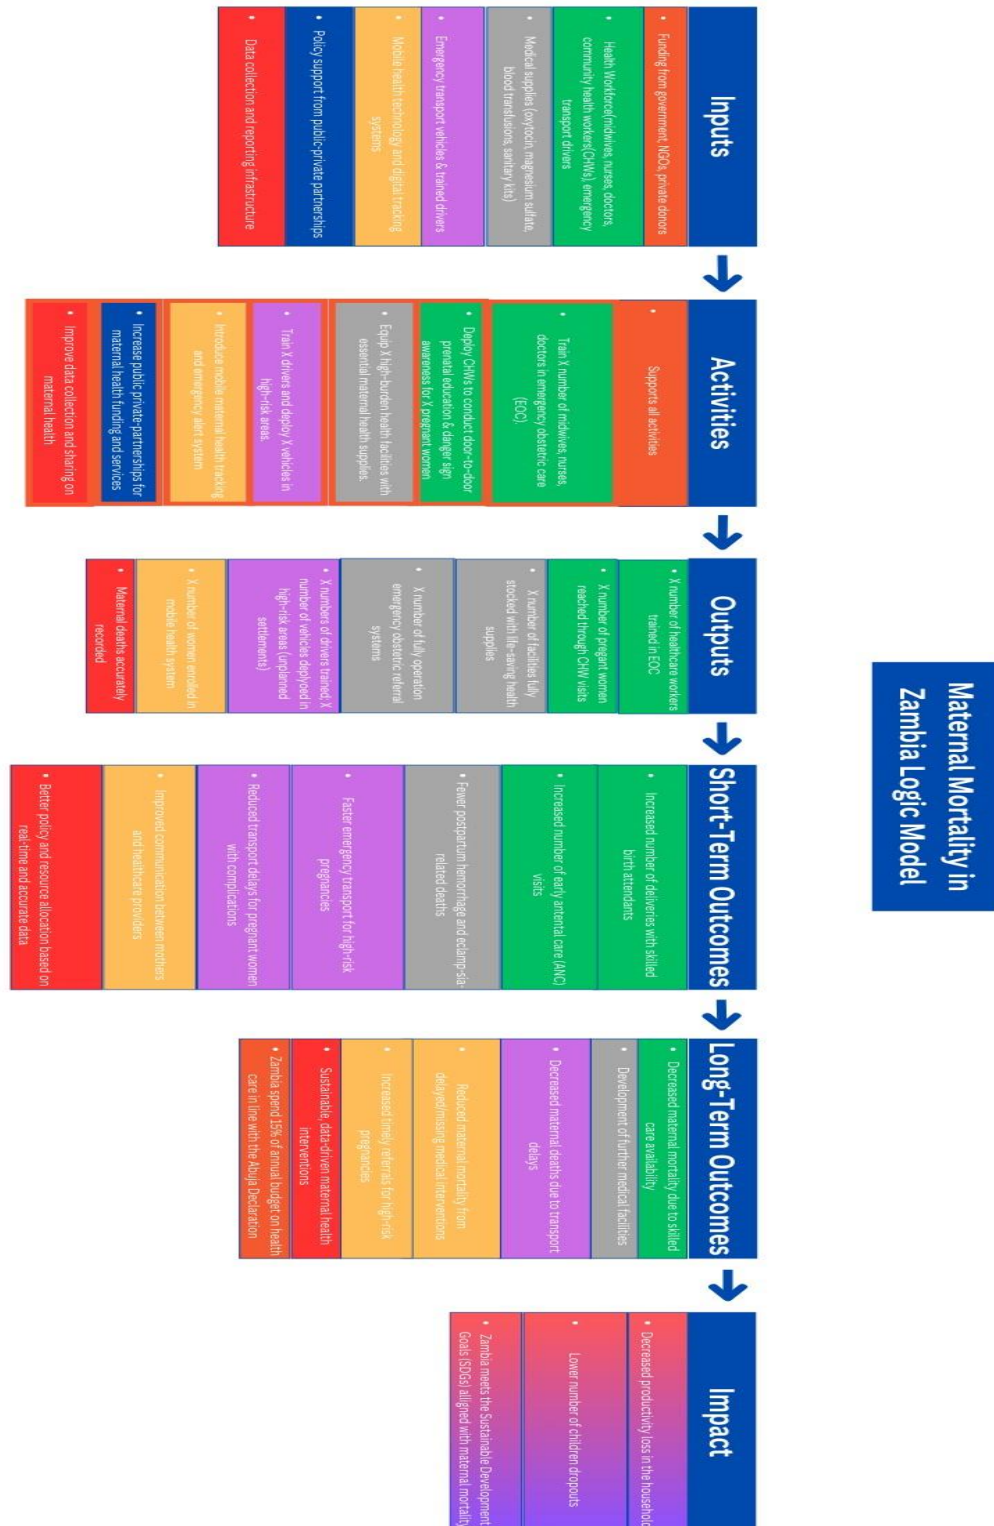 Maternal Mortality in
Zambia Logic Model
Inputs
• Funding from government, NGOs, private donors
• Health Workforce(midwives, nurses, doctors,
community health workers(CHWs), emergency
transport drivers
• Medical supplies (oxytocin, magnesium sulfate,
blood transfusions, sanitary kits)
• Emergency transport vehicles & trained drivers
• Mobile health technology and digital tracking
systems
• Policy support from public-private partnerships
• Data collection and reporting infrastructure
Activities
• Supports all activities
• Train X number of midwives, nurses,
doctors in emergency obstetric care
(EOC).
• Deploy CHWs to conduct door-to-door
prenatal education & danger sign
awareness for X pregnant women
• Equip X high-burden health facilities with
essential maternal health supplies.
• Train X drivers and deploy X vehicles in
high-risk areas.
• Introduce mobile maternal health tracking
and emergency alert system
• Increase public private-partnerships for
maternal health funding and services
• Improve data collection and sharing on
maternal health
Outputs
• X number of healthcare workers
trained in EOC
• X number of pregant women
reached through CHW visits
• X number of facilities fully
stocked with life-saving health
supplies
• X number of fully operation
emergency obstetric referral
systems
• X numbers of drivers trained; X
number of vehicles deplyoed in
high-risk areas (unplanned
settlements)
• X number of women enrolled in
mobile health system
• Maternal deaths accurately
recorded
Short-Term Outcomes
• Increased number of deliveries with skilled
birth attendants
• Increased number of early antental care (ANC)
visits
• Fewer postpartum hemorrhage and eclamp-sia-
related deaths
• Faster emergency transport for high-risk
pregnancies
• Reduced transport delays for pregnant women
with complications
• Improved communication between mothers
and healthcare providers
• Better policy and resource allocation based on
real-time and accurate data
Long-Term Outcomes
• Decreased maternal mortality due to skilled
care availability
• Development of further medical facilities
• Decreased maternal deaths due to transport
delays
• Reduced maternal mortality from
delayed/missing medical interventions
• Increased timely referrals for high-risk
pregnancies
• Sustainable, data-driven maternal health
interventions
• Zambia spend 15% of annual budget on health
care in line with the Abuja Declaration
Impact
• Decreased productivity loss in the household
• Lower number of children dropouts
• Zambia meets the Sustainable Development
Goals (SDGs) alligned with maternal mortality